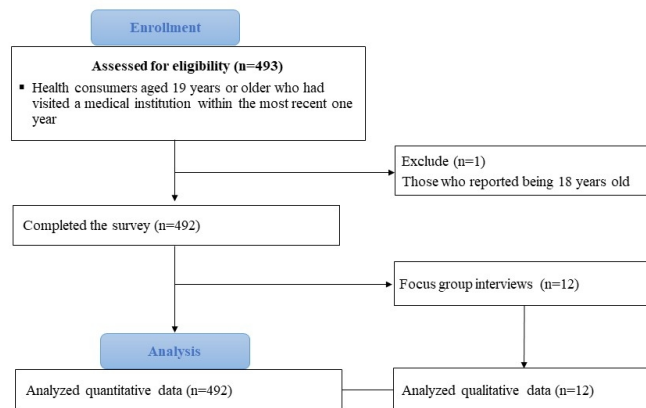 Enrollment
Assessed for eligibility (n=493)
▪ Health consumers aged 19 years or older who had
visited a medical institution within the most recent one
year
Exclude (n=1)
Those who reported being 18 years old
Completed the survey (n=492)
Focus group interviews (n=12)
Analysis
Analyzed quantitative data (n=492)
Analyzed qualitative data (n=12)